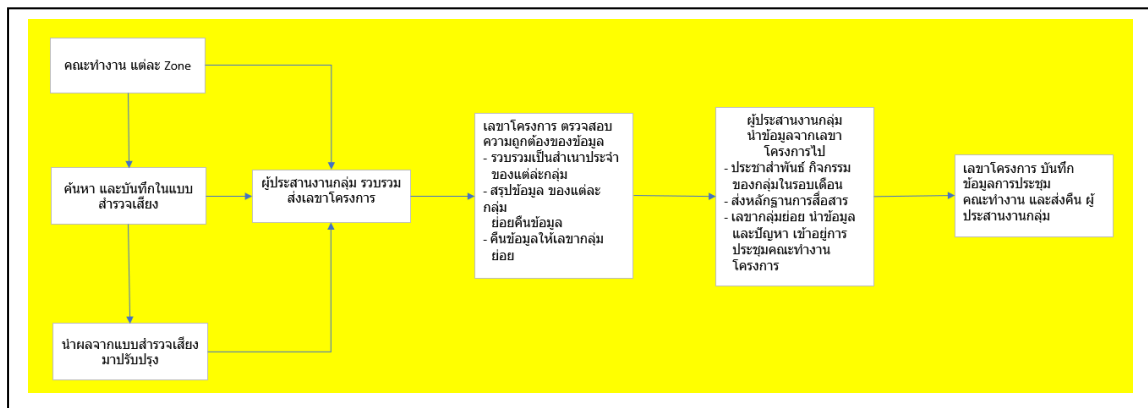 คณะทำงาน แต่ละ Zone
ค้นหา และบันทึกในแบบ
สำรวจเสี่ยง
นำผลจากแบบสำรวจเสี่ยง
มาปรับปรุง
ผู้ประสานงานกลุ่ม รวบรวม
ส่งเลขาโครงการ
เลขาโครงการ ตรวจสอบ
ความถูกต้องของข้อมูล
- รวบรวมเป็นสำเนาประจำ
ของแต่ละกลุ่ม
- สรุปข้อมูล ของแต่ละ
กลุ่ม
ย่อยคืนข้อมูล
- คืนข้อมูลให้เลขากลุ่ม
ย่อย
ผู้ประสานงานกลุ่ม
นำข้อมูลจากเลขา
โครงการไป
- ประชาสำพันธ์ กิจกรรม
ของกลุ่มในรอบเดือน
- ส่งหลักฐานการสื่อสาร
- เลขากลุ่มย่อย นำข้อมูล
และปัญหา เข้าอยู่การ
ประชุมคณะทำงาน
โครงการ
เลขาโครงการ บันทึก
ข้อมูลการประชุม
คณะทำงาน และส่งคืน ผู้
ประสานงานกลุ่ม